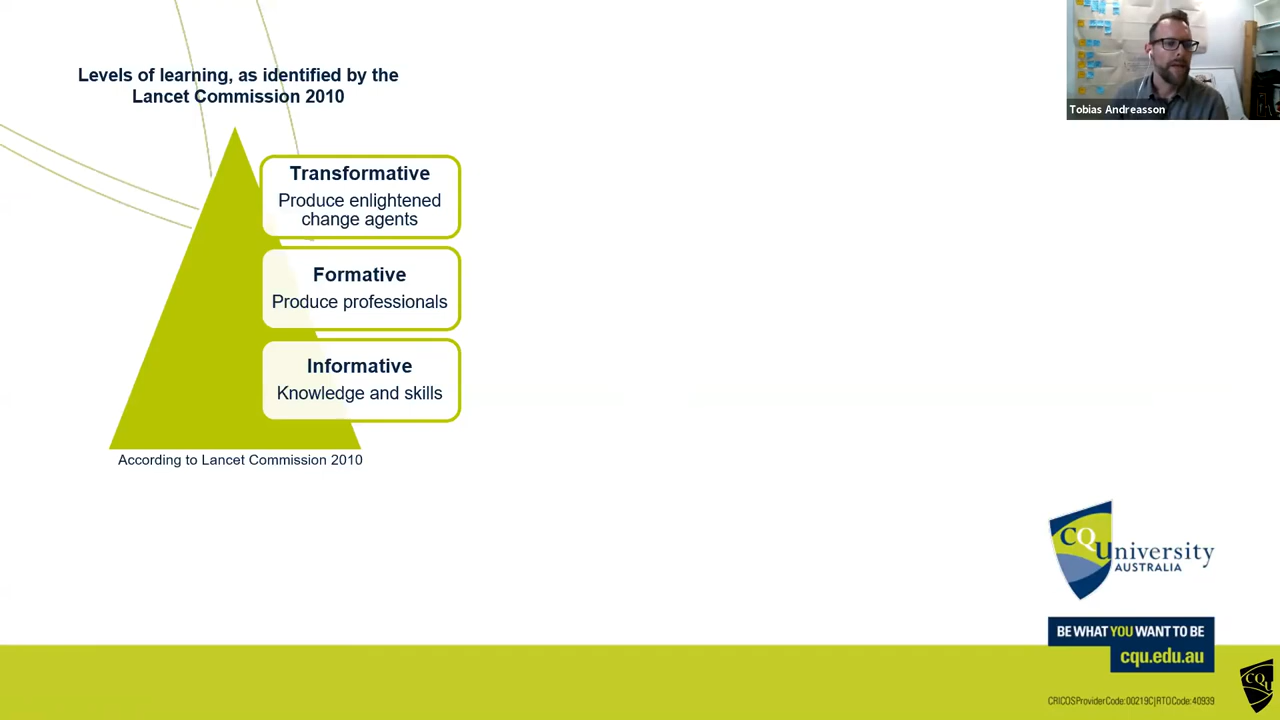 Levels of learning, as identified by the
Lancet Commission 2010
Transformative
Produce enlightened
change agents
Formative
Produce professionals
Informative
Knowledge and skills
According to Lancet Commission 2010
Tobias Andreasson
CQUniversity
AUSTRALIA
BE WHAT YOU WANT TO BE
cqu.edu.au
CRICOS Provider Code: 00219C | RTO Code: 40939
CQU